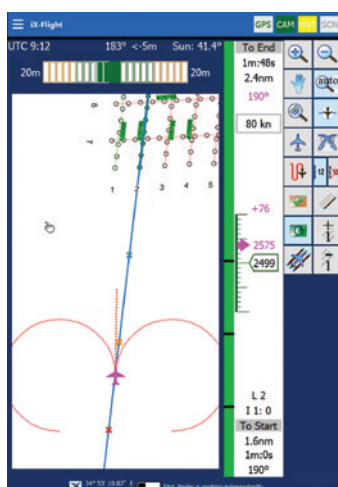 iX-Flight
GPS CAM SCN
UTC 9:12 183° <-5m Sun: 41.4°
20m 20m
To End
1m:48s
2.4nm
190°
80 kn
auto
12
1 2 3 4 5
7
+76
2575
2499
L 2
I 1: 0
To Start
1.6nm
1m:0s
190°